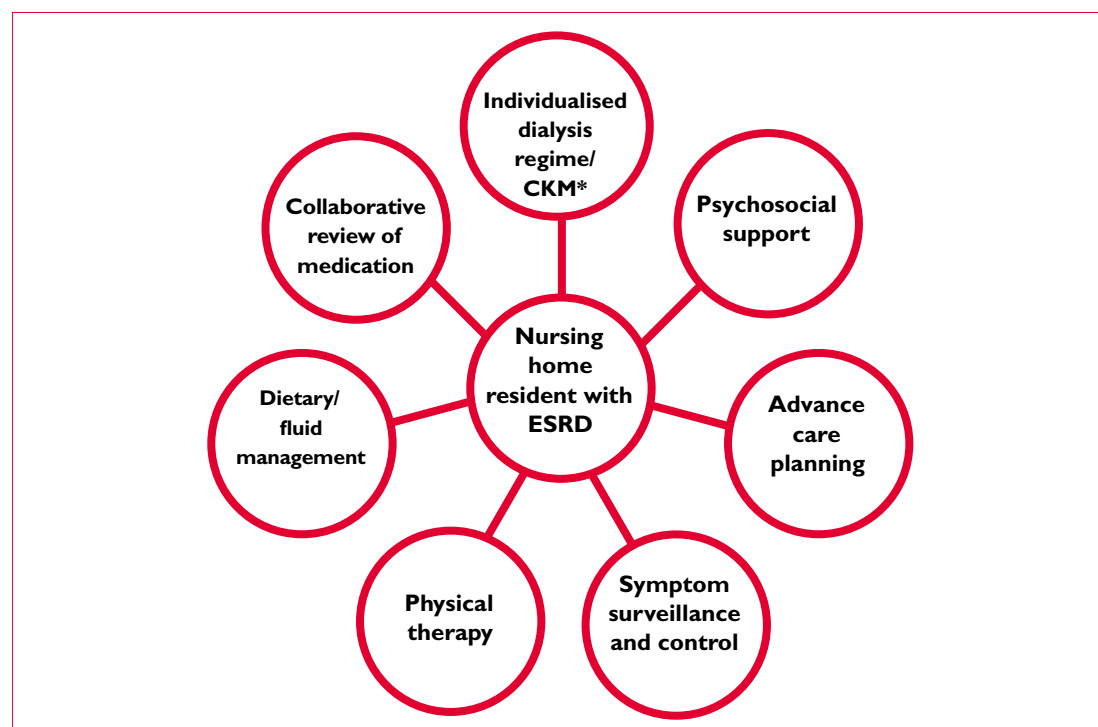 Individualised
dialysis
regime/
CKM*
Psychosocial
support
Advance
care
planning
Symptom
surveillance
and control
Physical
therapy
Dietary/
fluid
management
Collaborative
review of
medication
Nursing
home
resident with
ESRD